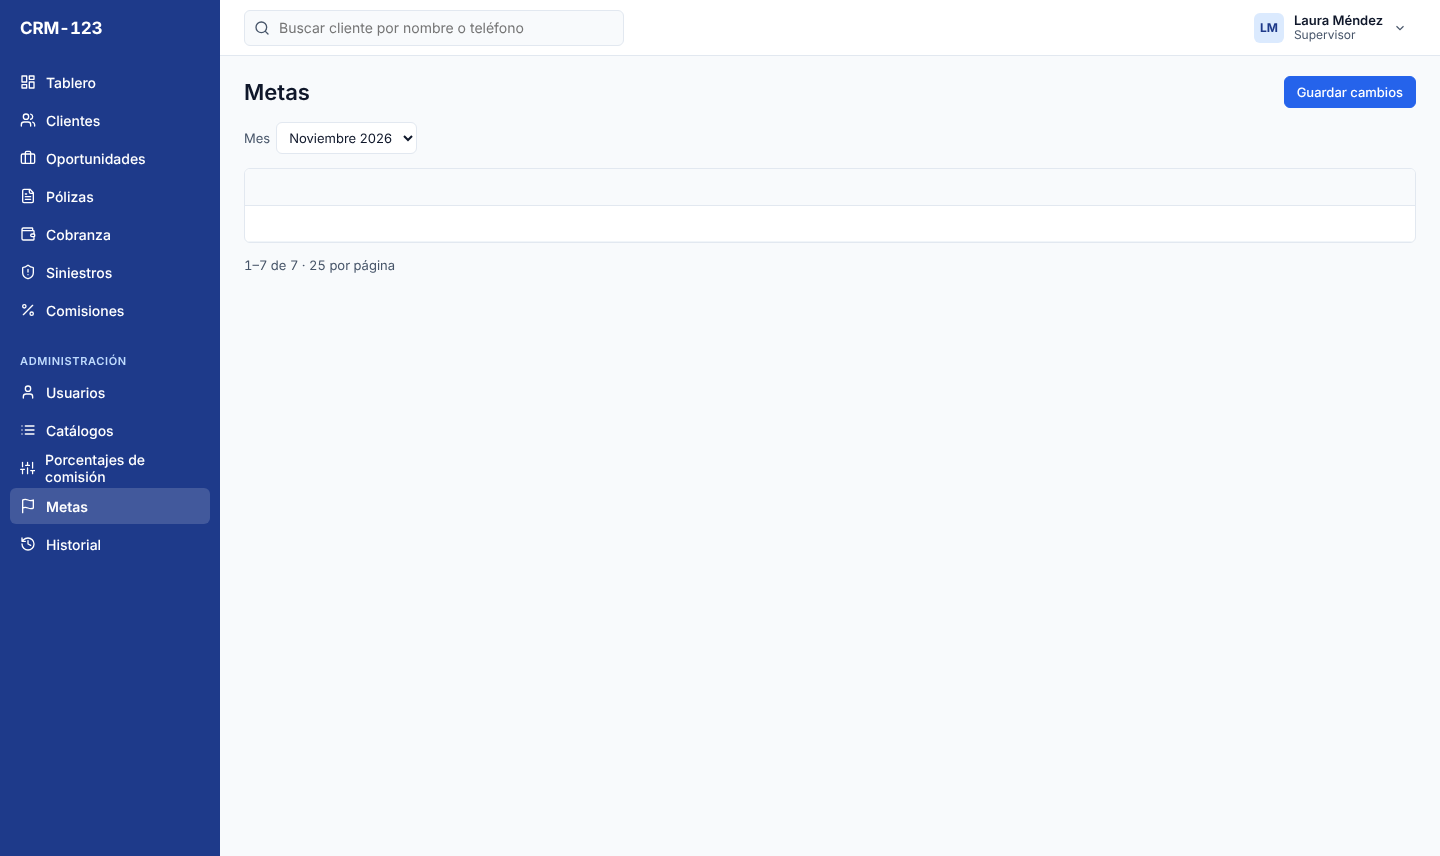 CRM-123
Tablero
Clientes
Oportunidades
Pólizas
Cobranza
Siniestros
Comisiones
ADMINISTRACIÓN
Usuarios
Catálogos
Porcentajes de
comisión
Metas
Historial
Buscar cliente por nombre o teléfono
LM
Laura Méndez
Supervisor
Metas
Guardar cambios
Mes
Noviembre 2026
1–7 de 7 · 25 por página